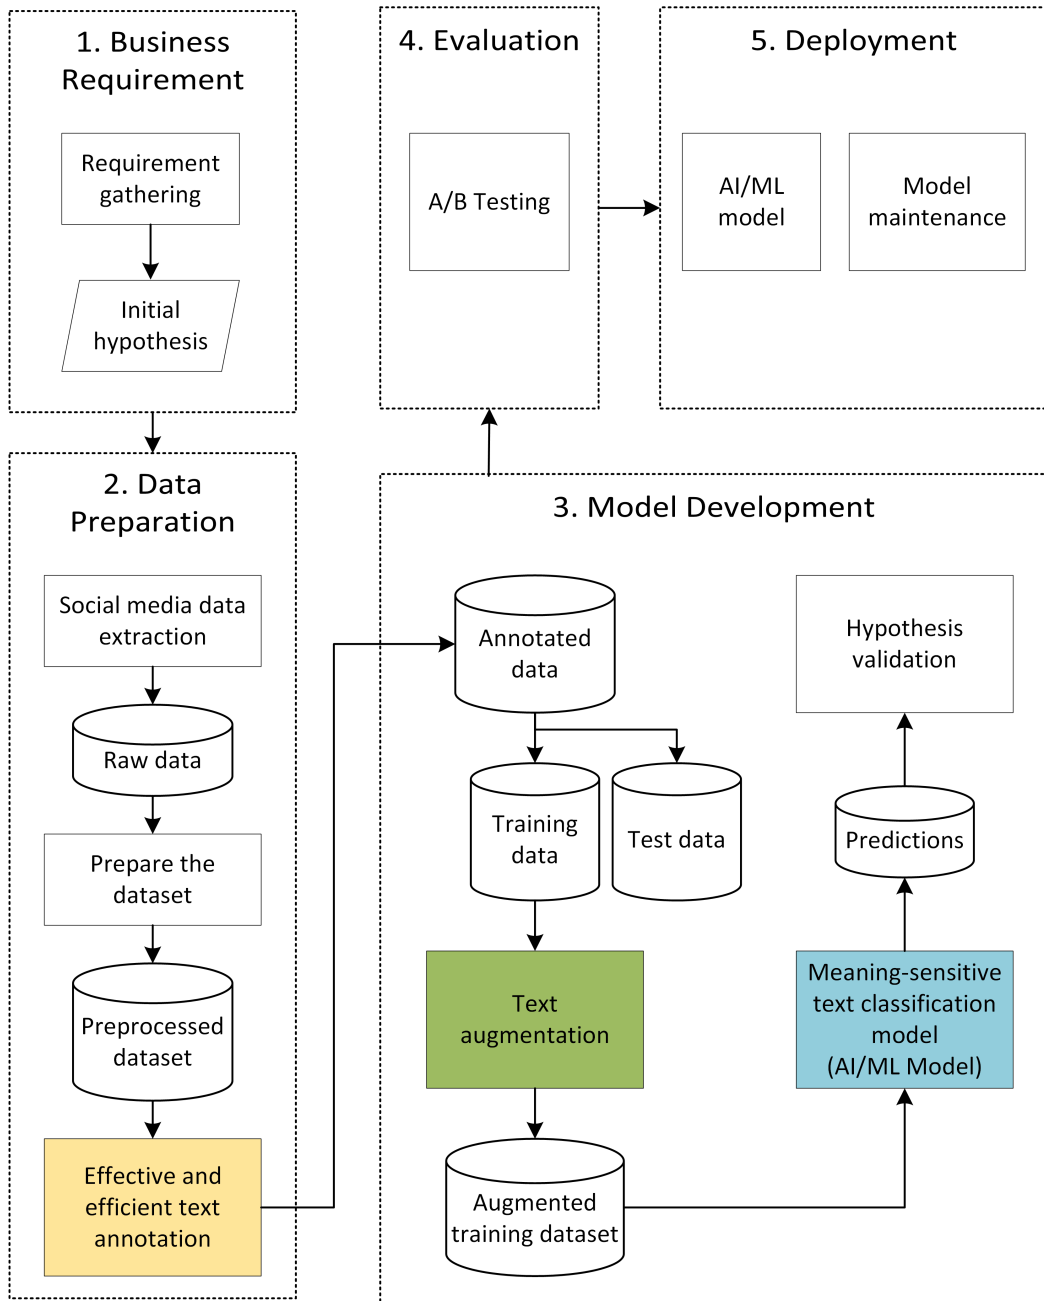 1. Business
Requirement
Requirement
gathering
Initial
hypothesis
2. Data
Preparation
Social media data
extraction
Raw data
Prepare the
dataset
Preprocessed
dataset
Effective and
efficient text
annotation
3. Model Development
Annotated
data
Training
data
Test data
Text
augmentation
Augmented
training dataset
Meaning-sensitive
text classification
model
(AI/ML Model)
Predictions
Hypothesis
validation
4. Evaluation
A/B Testing
5. Deployment
AI/ML
model
Model
maintenance